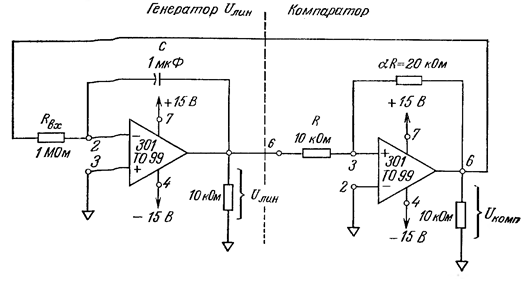 Генератор Uлин
Компаратор
C
1 мкФ
αR=20 кОм
+15 В
+15 В
Rвх
R
7
7
2
–
6
10 кОм
3
+
6
1 МОм
301
TO 99
301
TO 99
3
+
2
–
4
10 кОм
Uлин
4
10 кОм
Uкомп
–15 В
–15 В